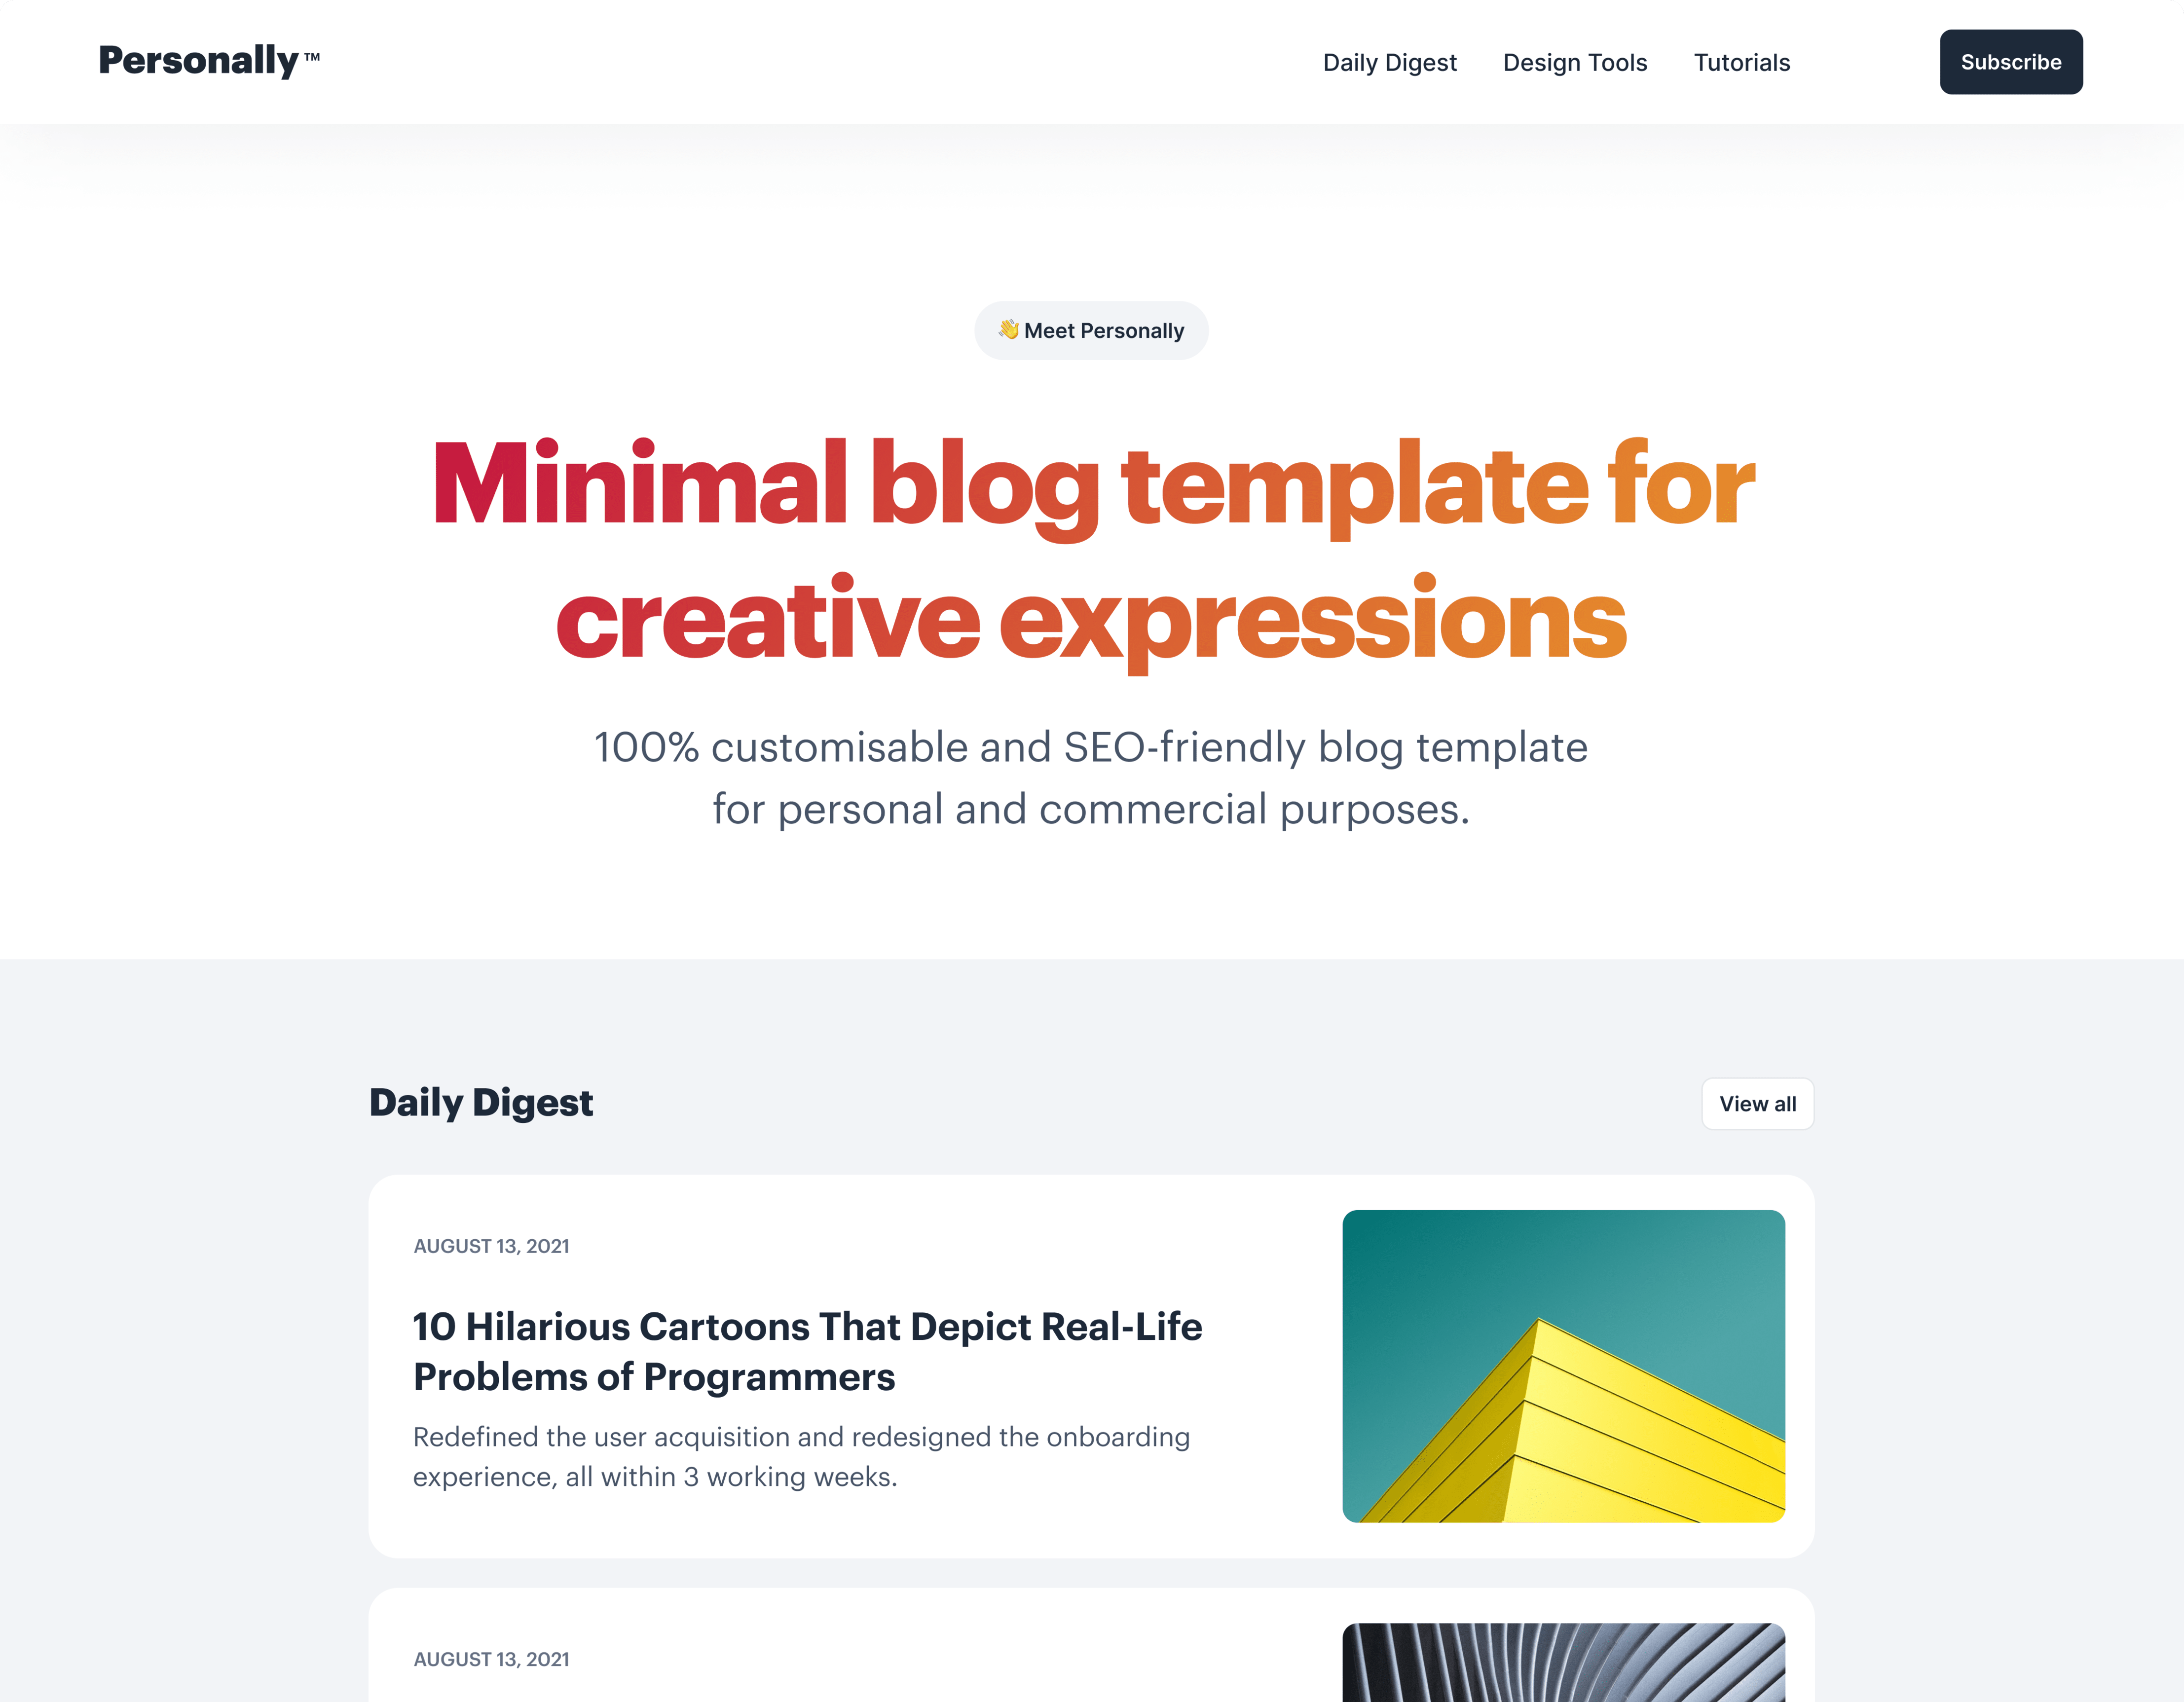 Personally ™
Daily Digest
Design Tools
Tutorials
Subscribe
👋 Meet Personally
Minimal blog template for
creative expressions
100% customisable and SEO-friendly blog template
for personal and commercial purposes.
Daily Digest
View all
AUGUST 13, 2021
10 Hilarious Cartoons That Depict Real-Life
Problems of Programmers
Redefined the user acquisition and redesigned the onboarding
experience, all within 3 working weeks.
AUGUST 13, 2021